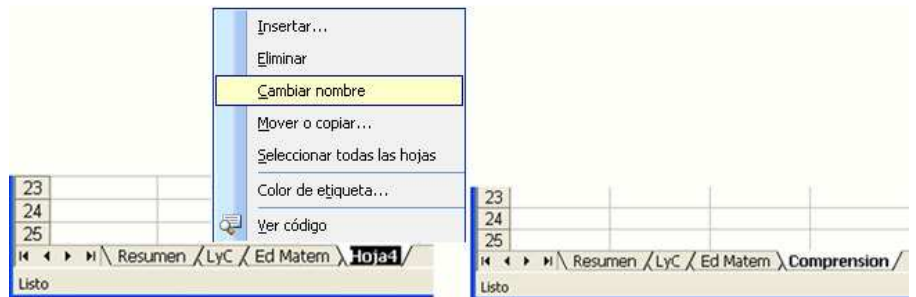 Insertar...
Eliminar
Cambiar nombre
Mover o copiar...
Seleccionar todas las hojas
Color de etiqueta...
Ver código
23
24
25
Resumen LyC Ed Matem Hoja4
Listo
23
24
25
Resumen LyC Ed Matem Comprension
Listo